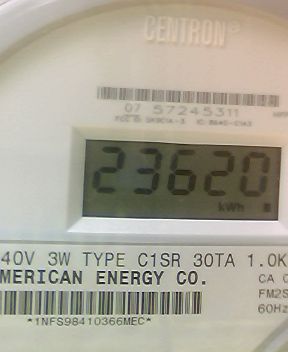 CENTRON®
07 57245311
23620
kWh
40V 3W TYPE C1SR 30TA 1.0K
MERICAN ENERGY CO.
CA
FM2S
60Hz
*1NFS98410366MEC*